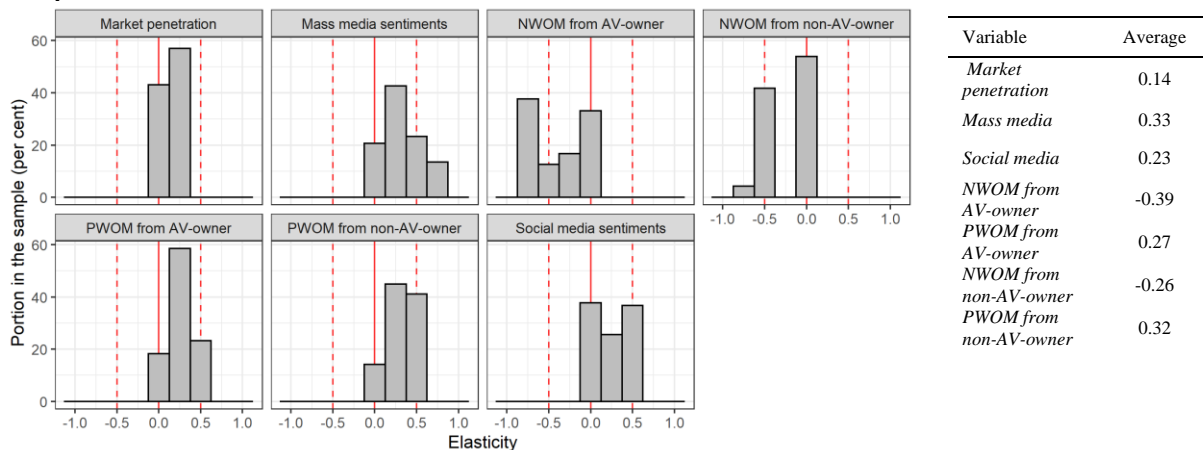 Market penetration
Mass media sentiments
NWOM from AV-owner
NWOM from non-AV-owner
60
40
20
0
-1.0 -0.5 0.0 0.5 1.0
PWOM from AV-owner
PWOM from non-AV-owner
Social media sentiments
60
40
20
0
-1.0 -0.5 0.0 0.5 1.0
-1.0 -0.5 0.0 0.5 1.0
-1.0 -0.5 0.0 0.5 1.0
Portion in the sample (per cent)
Elasticity
Variable Average
Market
penetration 0.14
Mass media 0.33
Social media 0.23
NWOM from
AV-owner -0.39
PWOM from
AV-owner 0.27
NWOM from
non-AV-owner -0.26
PWOM from
non-AV-owner 0.32